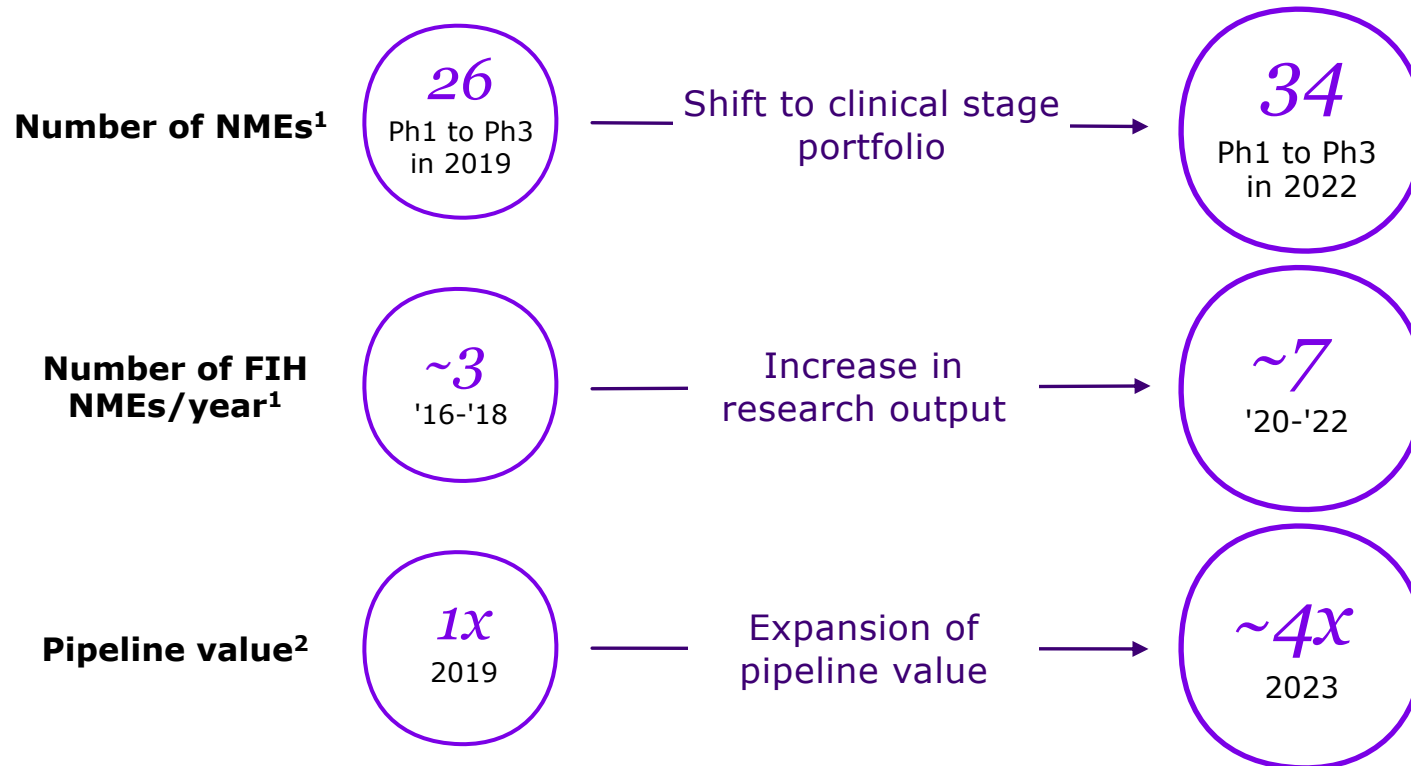 Number of NMEs¹
26
Ph1 to Ph3
in 2019
Shift to clinical stage
portfolio
34
Ph1 to Ph3
in 2022
Number of FIH
NMEs/year¹
~3
'16-'18
Increase in
research output
~7
'20-'22
Pipeline value²
1x
2019
Expansion of
pipeline value
~4x
2023